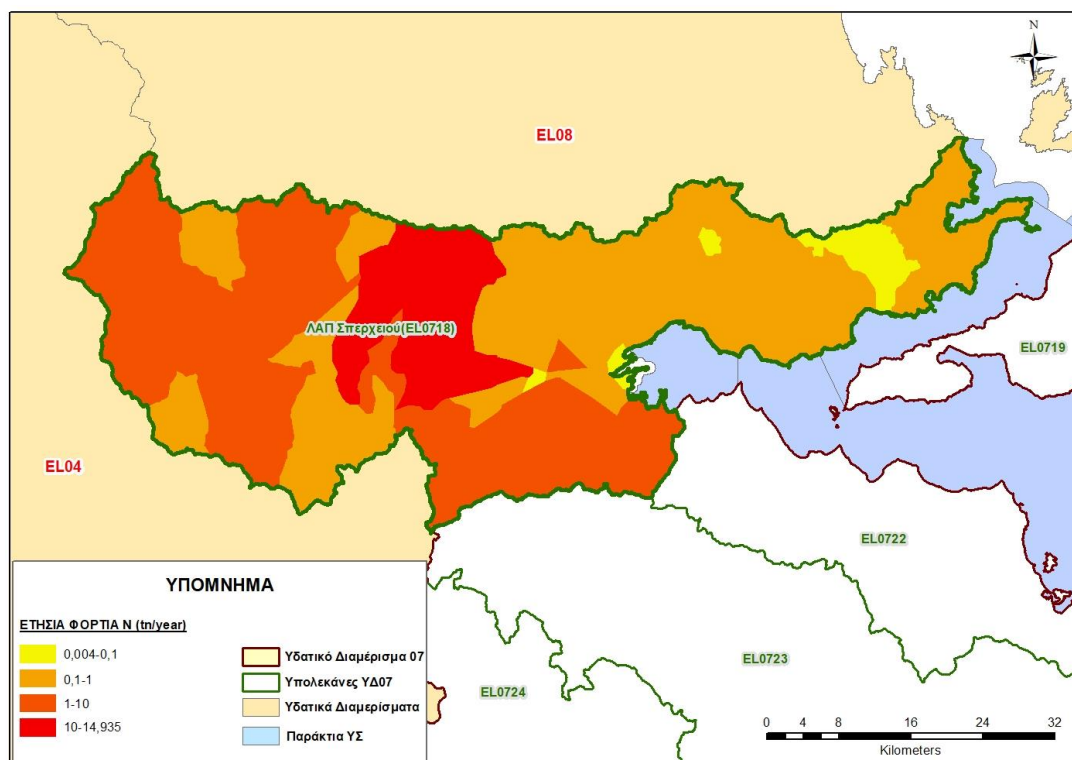 N
EL08
ΛΑΠ Σπερχειού(EL0718)
EL0719
EL04
EL0722
EL0723
EL0724
ΥΠΟΜΝΗΜΑ
ΕΤΗΣΙΑ ΦΟΡΤΙΑ Ν (tn/year)
0,004-0,1
0,1-1
1-10
10-14,935
Υδατικό Διαμέρισμα 07
Υπολεκάνες ΥΔ07
Υδατικά Διαμερίσματα
Παράκτια ΥΣ
0 4 8 16 24 32
Kilometers